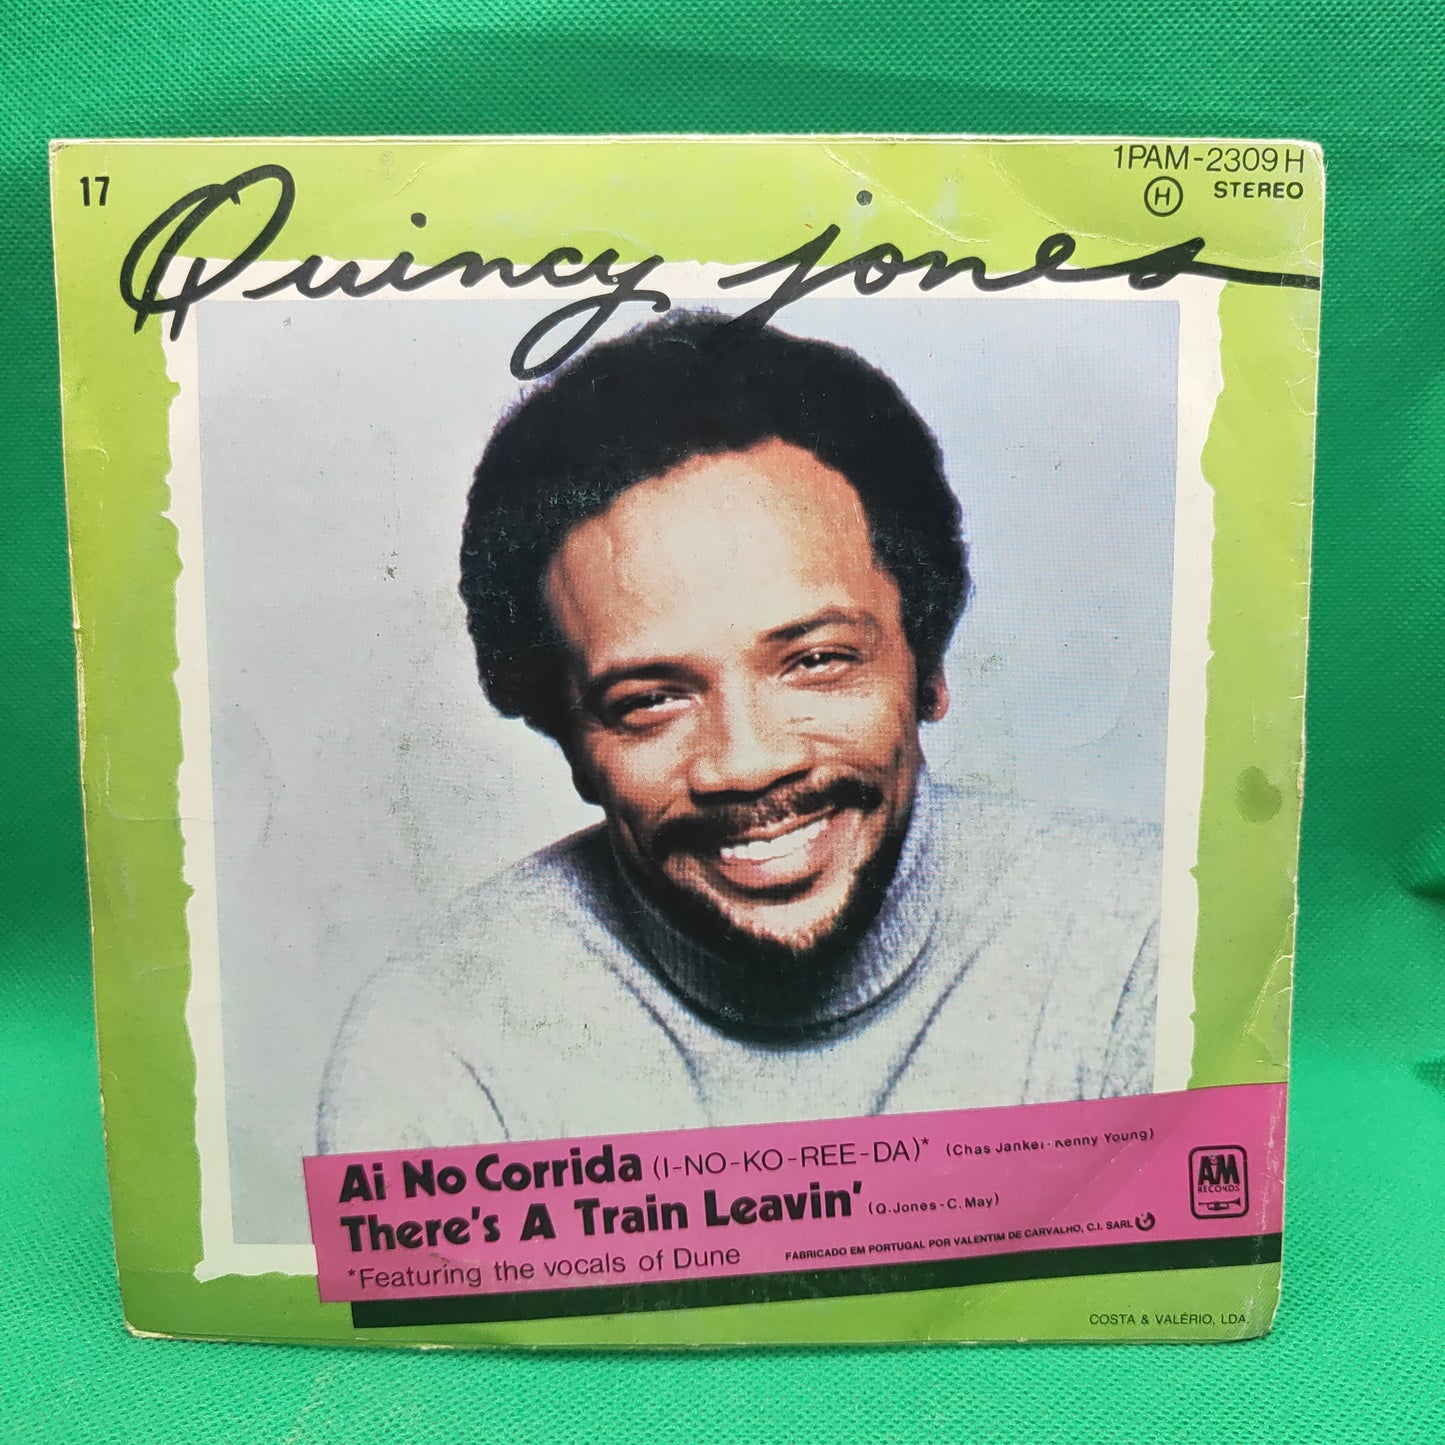 17
1PAM-2309 H
H STEREO
Quincy jones
Ai No Corrida (I-NO-KO-REE-DA)* (Chas Jankel-Kenny Young)
There's A Train Leavin' (Q. Jones - C. May)
*Featuring the vocals of Dune
FABRICADO EM PORTUGAL POR VALENTIM DE CARVALHO, C.I. SARL
A&M
RECORDS
COSTA & VALÉRIO, LDA.